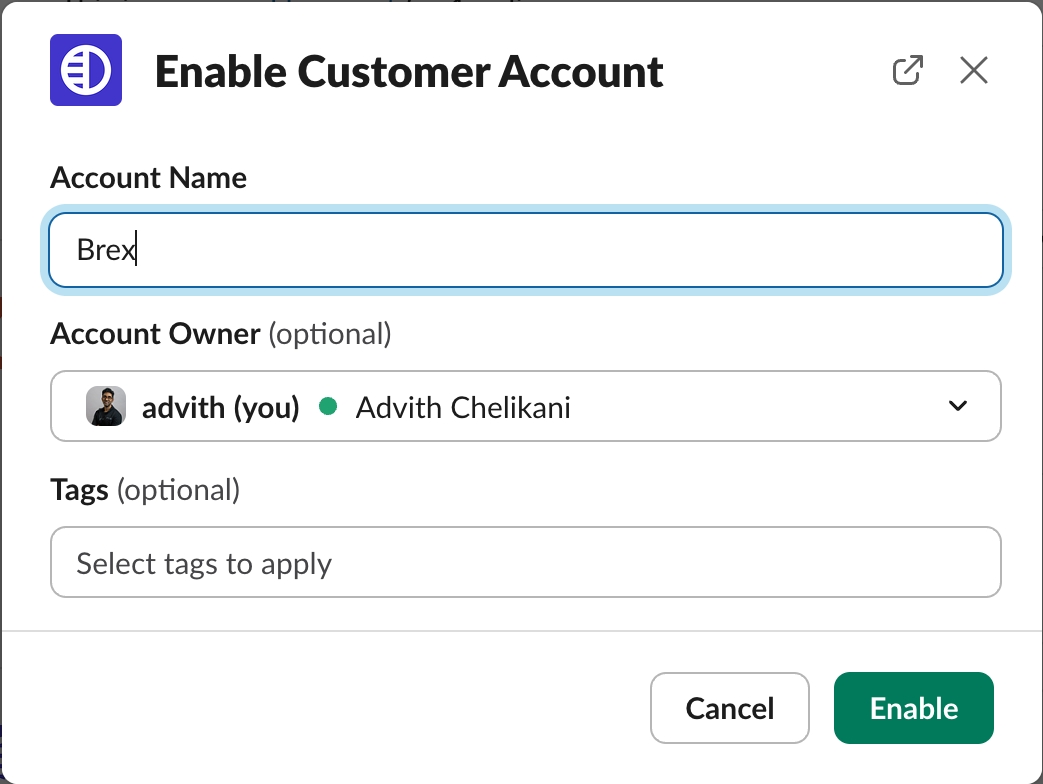 Enable Customer Account
Account Name
Brex
Account Owner (optional)
advith (you) Advith Chelikani
Tags (optional)
Select tags to apply
Cancel
Enable